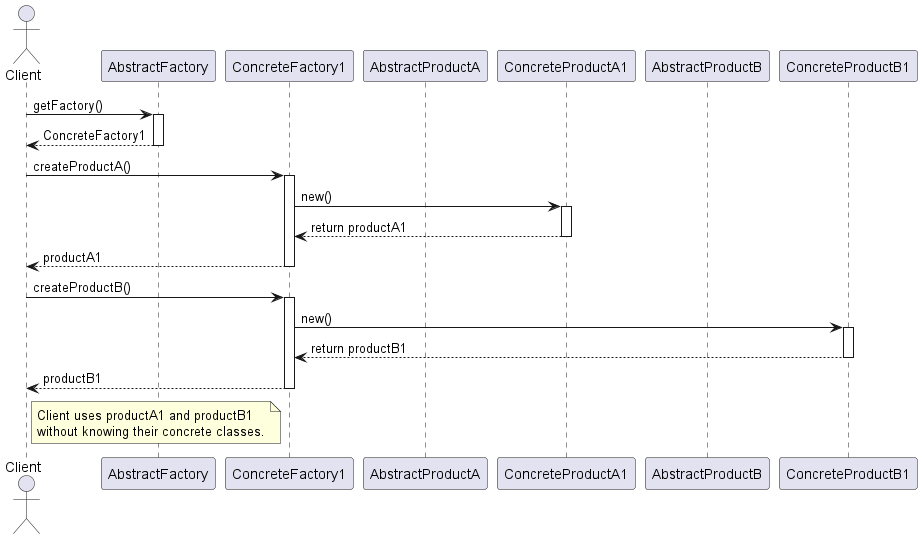 Client
AbstractFactory
ConcreteFactory1
AbstractProductA
ConcreteProductA1
AbstractProductB
ConcreteProductB1
getFactory()
ConcreteFactory1
createProductA()
new()
return productA1
productA1
createProductB()
new()
return productB1
productB1
Client uses productA1 and productB1
without knowing their concrete classes.
Client
AbstractFactory
ConcreteFactory1
AbstractProductA
ConcreteProductA1
AbstractProductB
ConcreteProductB1